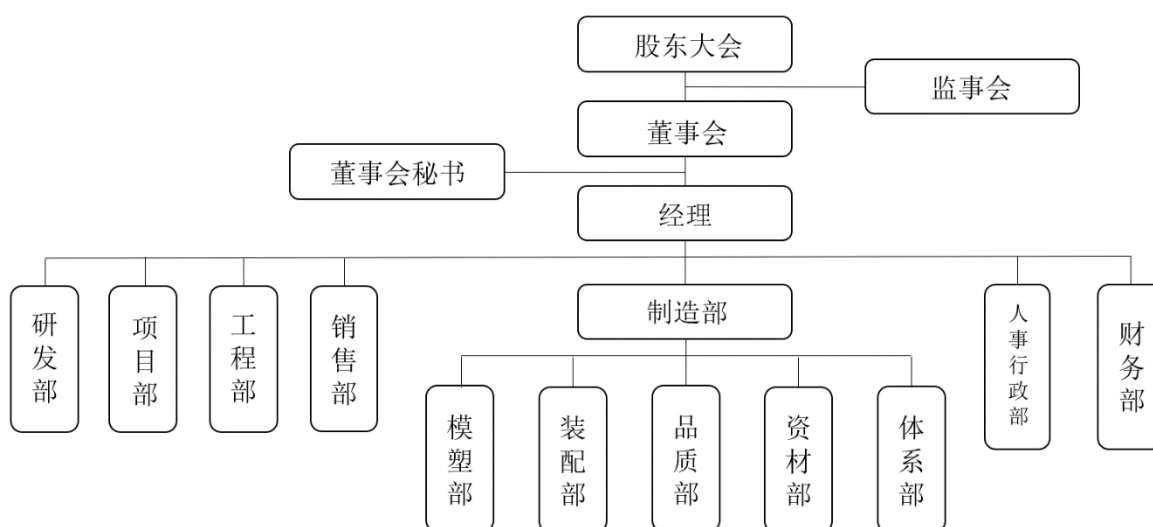 股东大会
监事会
董事会
董事会秘书
经理
研发部
项目部
工程部
销售部
制造部
人事行政部
财务部
模塑部
装配部
品质部
资材部
体系部